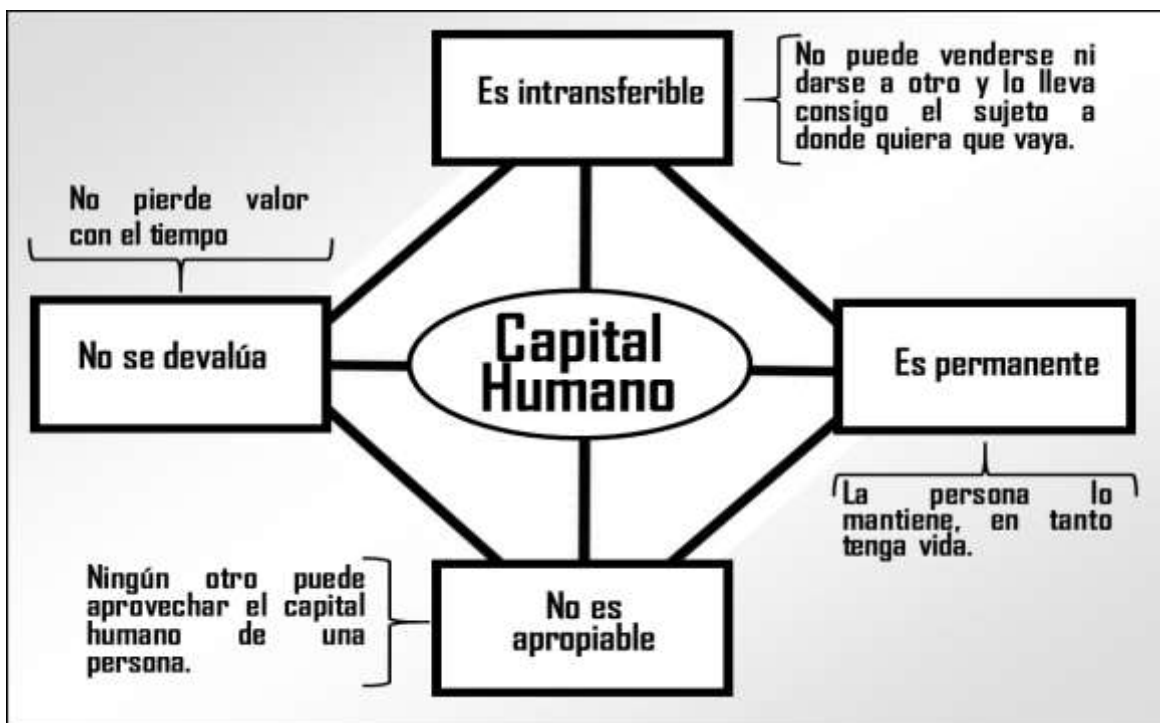 Es intransferible
No puede venderse ni
darse a otro y lo lleva
consigo el sujeto a
donde quiera que vaya.
No pierde valor
con el tiempo
No se devalúa
Capital
Humano
Es permanente
La persona lo
mantiene, en tanto
tenga vida.
Ningún otro puede
aprovechar el capital
humano de una
persona.
No es
apropiable